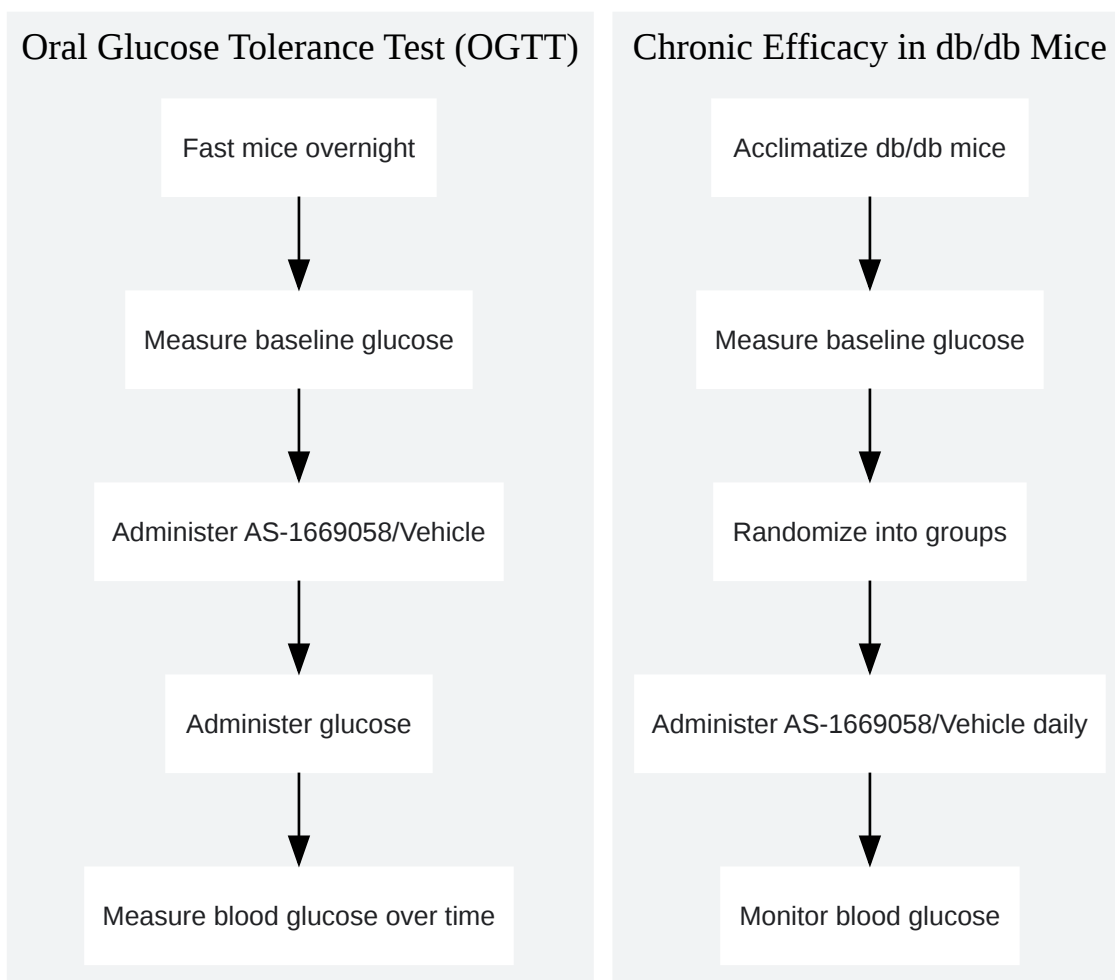 Oral Glucose Tolerance Test (OGTT)
Fast mice overnight
Measure baseline glucose
Administer AS-1669058/Vehicle
Administer glucose
Measure blood glucose over time
Chronic Efficacy in db/db Mice
Acclimatize db/db mice
Measure baseline glucose
Randomize into groups
Administer AS-1669058/Vehicle daily
Monitor blood glucose